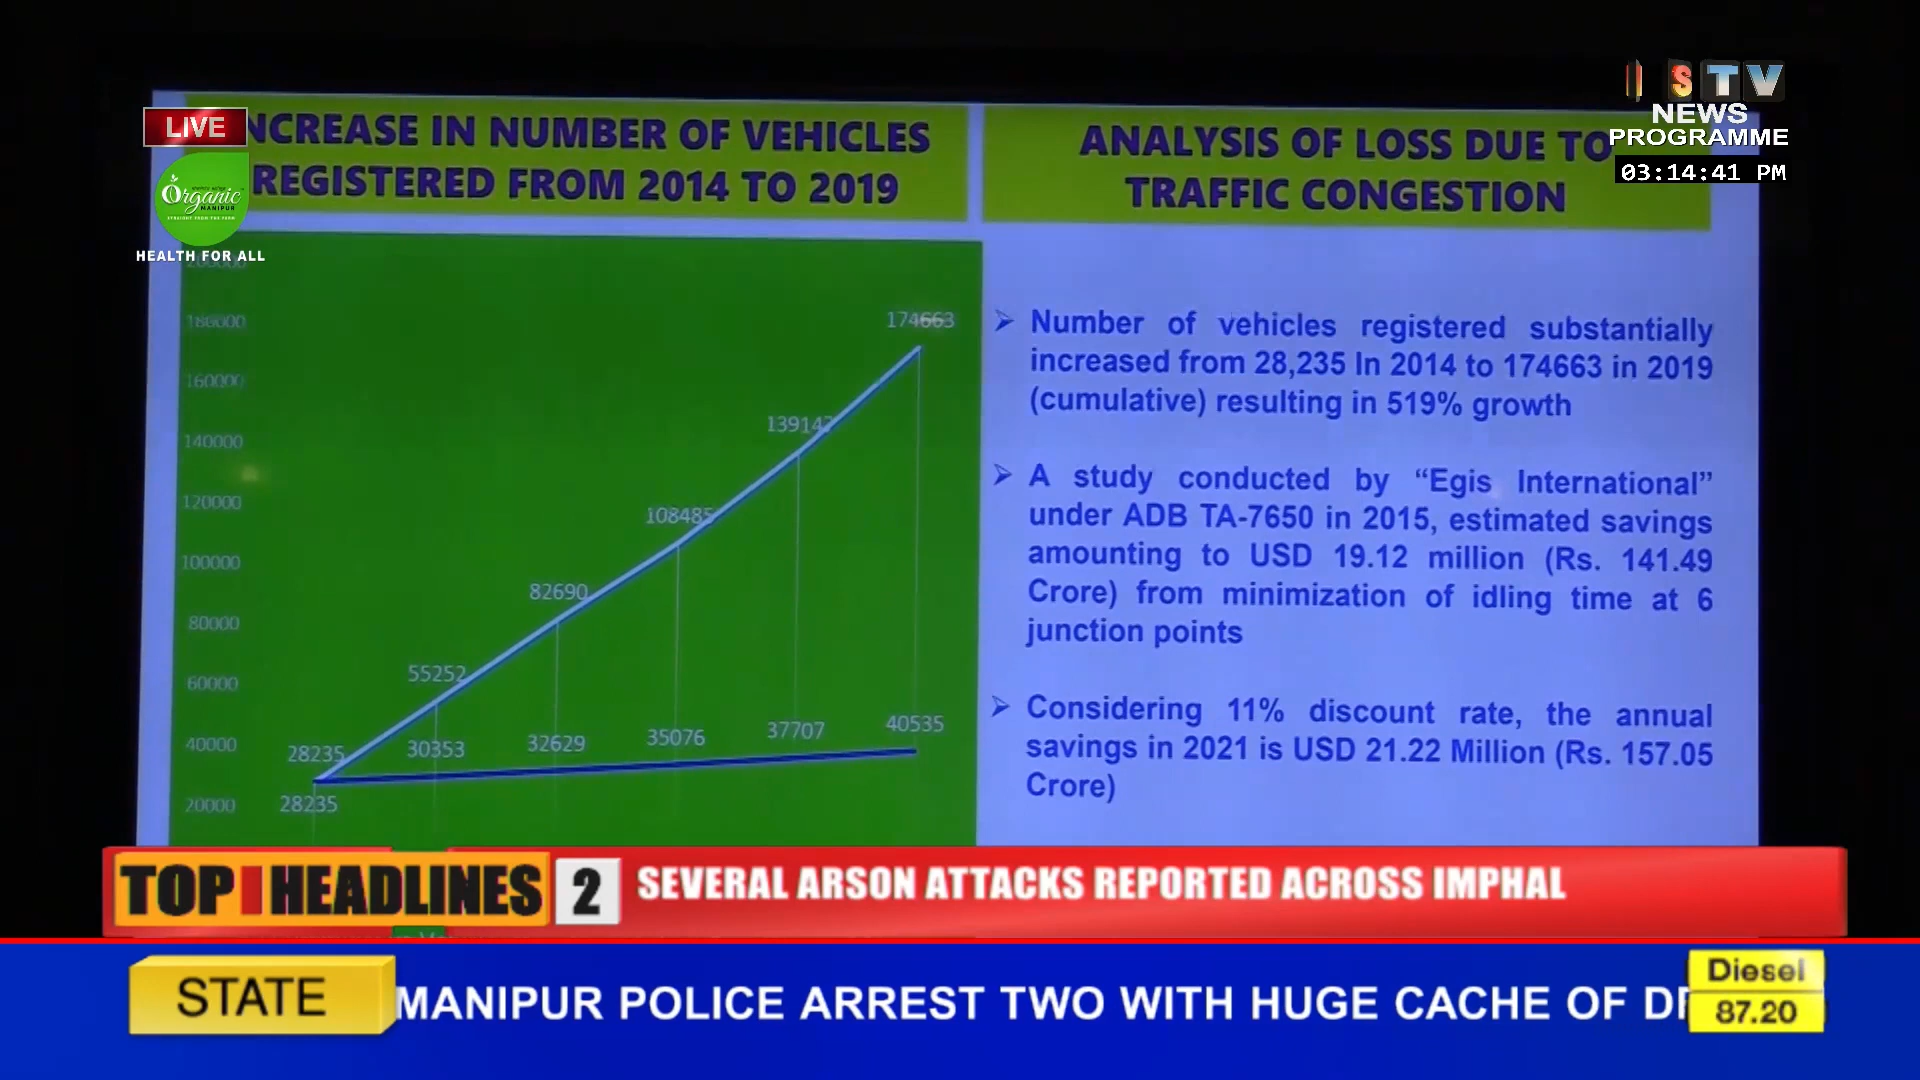 LIVE
Organic
MANIPUR
HEALTH FOR ALL
ISTV
NEWS
PROGRAMME
03:14:41 PM
NCREASE IN NUMBER OF VEHICLES
REGISTERED FROM 2014 TO 2019
200000
180000
160000
140000
120000
100000
80000
60000
40000
20000
174663
139142
108485
82690
55252
28235
28235
30353
32629
35076
37707
40535
ANALYSIS OF LOSS DUE TO
TRAFFIC CONGESTION
➢ Number of vehicles registered substantially
increased from 28,235 In 2014 to 174663 in 2019
(cumulative) resulting in 519% growth
➢ A study conducted by “Egis International”
under ADB TA-7650 in 2015, estimated savings
amounting to USD 19.12 million (Rs. 141.49
Crore) from minimization of idling time at 6
junction points
➢ Considering 11% discount rate, the annual
savings in 2021 is USD 21.22 Million (Rs. 157.05
Crore)
TOP HEADLINES 2 SEVERAL ARSON ATTACKS REPORTED ACROSS IMPHAL
STATE MANIPUR POLICE ARREST TWO WITH HUGE CACHE OF
Diesel
87.20